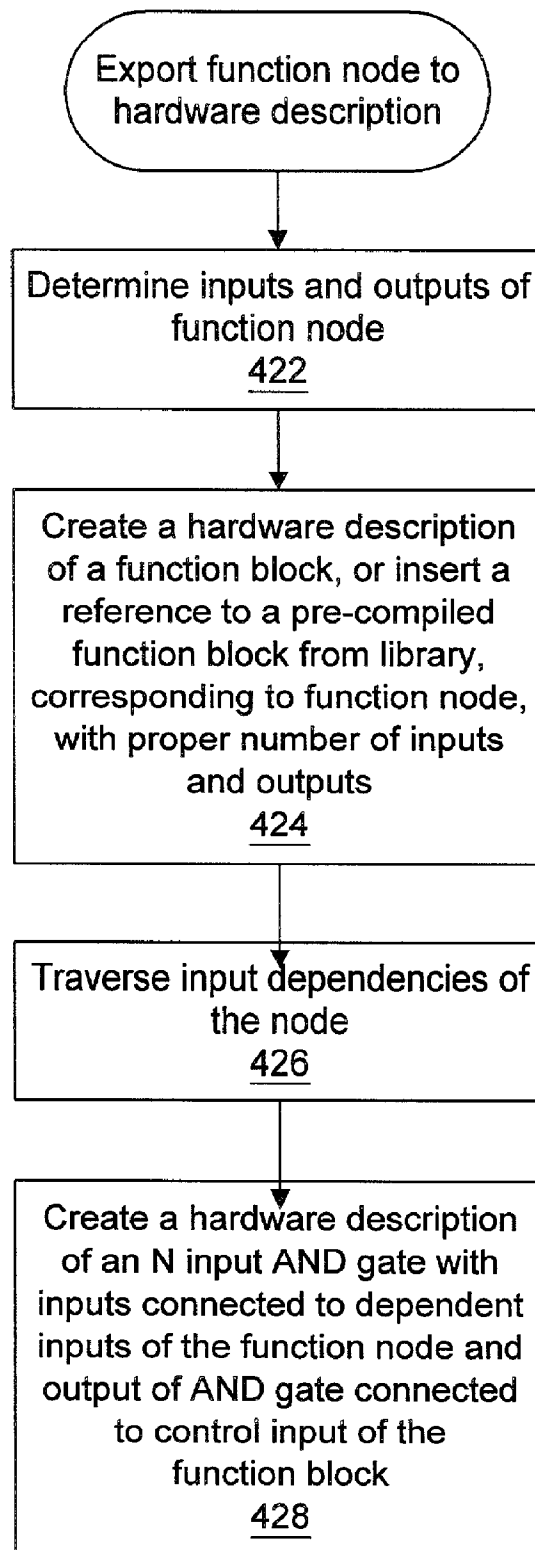 Export function node to
hardware description
Determine inputs and outputs of
function node
422
Create a hardware description
of a function block, or insert a
reference to a pre-compiled
function block from library,
corresponding to function node,
with proper number of inputs
and outputs
424
Traverse input dependencies of
the node
426
Create a hardware description
of an N input AND gate with
inputs connected to dependent
inputs of the function node and
output of AND gate connected
to control input of the
function block
428